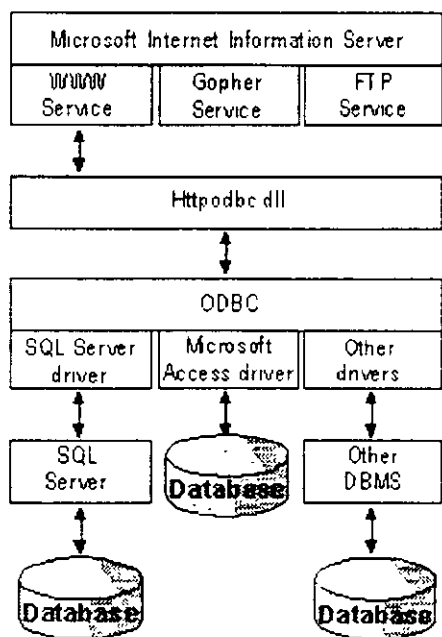 Microsoft Internet Information Server
WWW Gopher FTP
Service Service Service
Httpodbc dll
ODBC
SQL Server Microsoft Other
driver Access driver drivers
SQL Other
Server DBMS
Database
Database Database